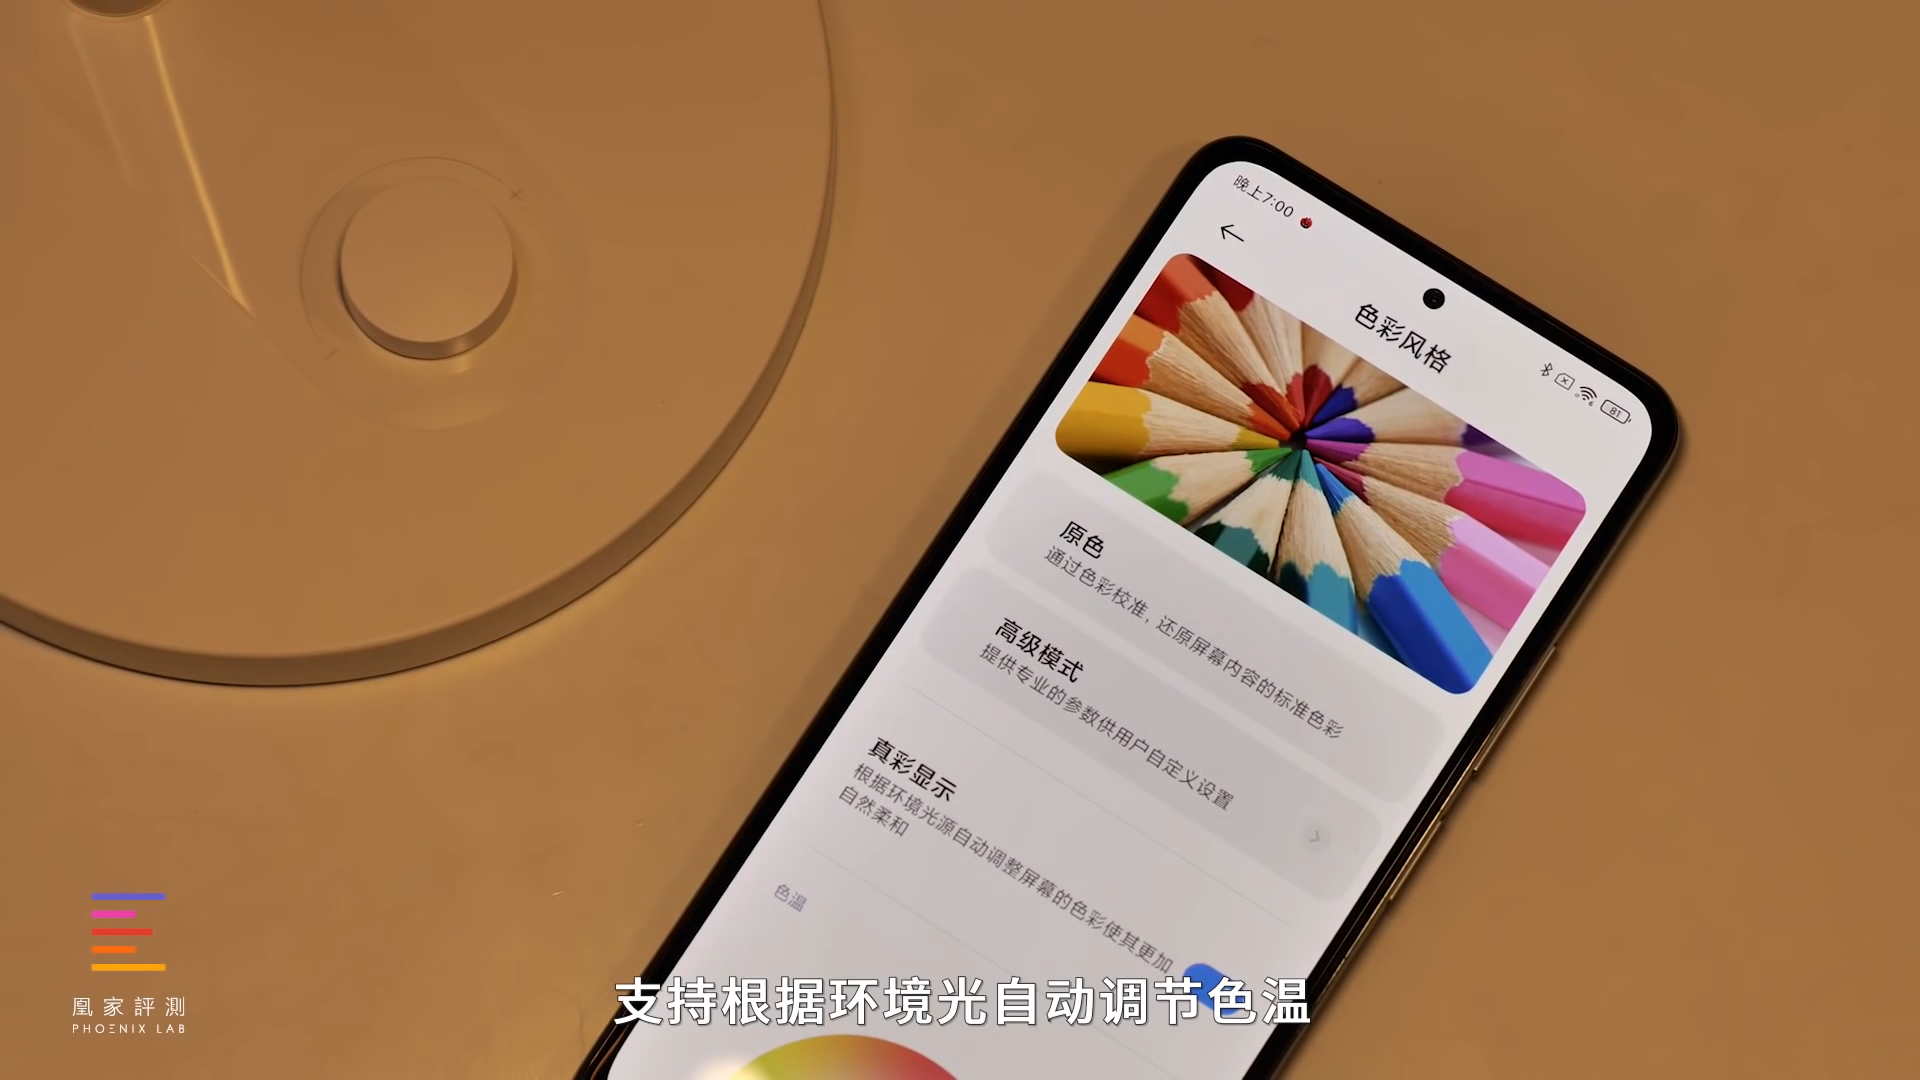 晚上7:00
81
色彩风格
原色
通过色彩校准，还原屏幕内容的标准色彩
高级模式
提供专业的参数供用户自定义设置
真彩显示
根据环境光源自动调整屏幕的色彩使其更加
自然柔和
色温
支持根据环境光自动调节色温
凰家評測
PHOENIX LAB